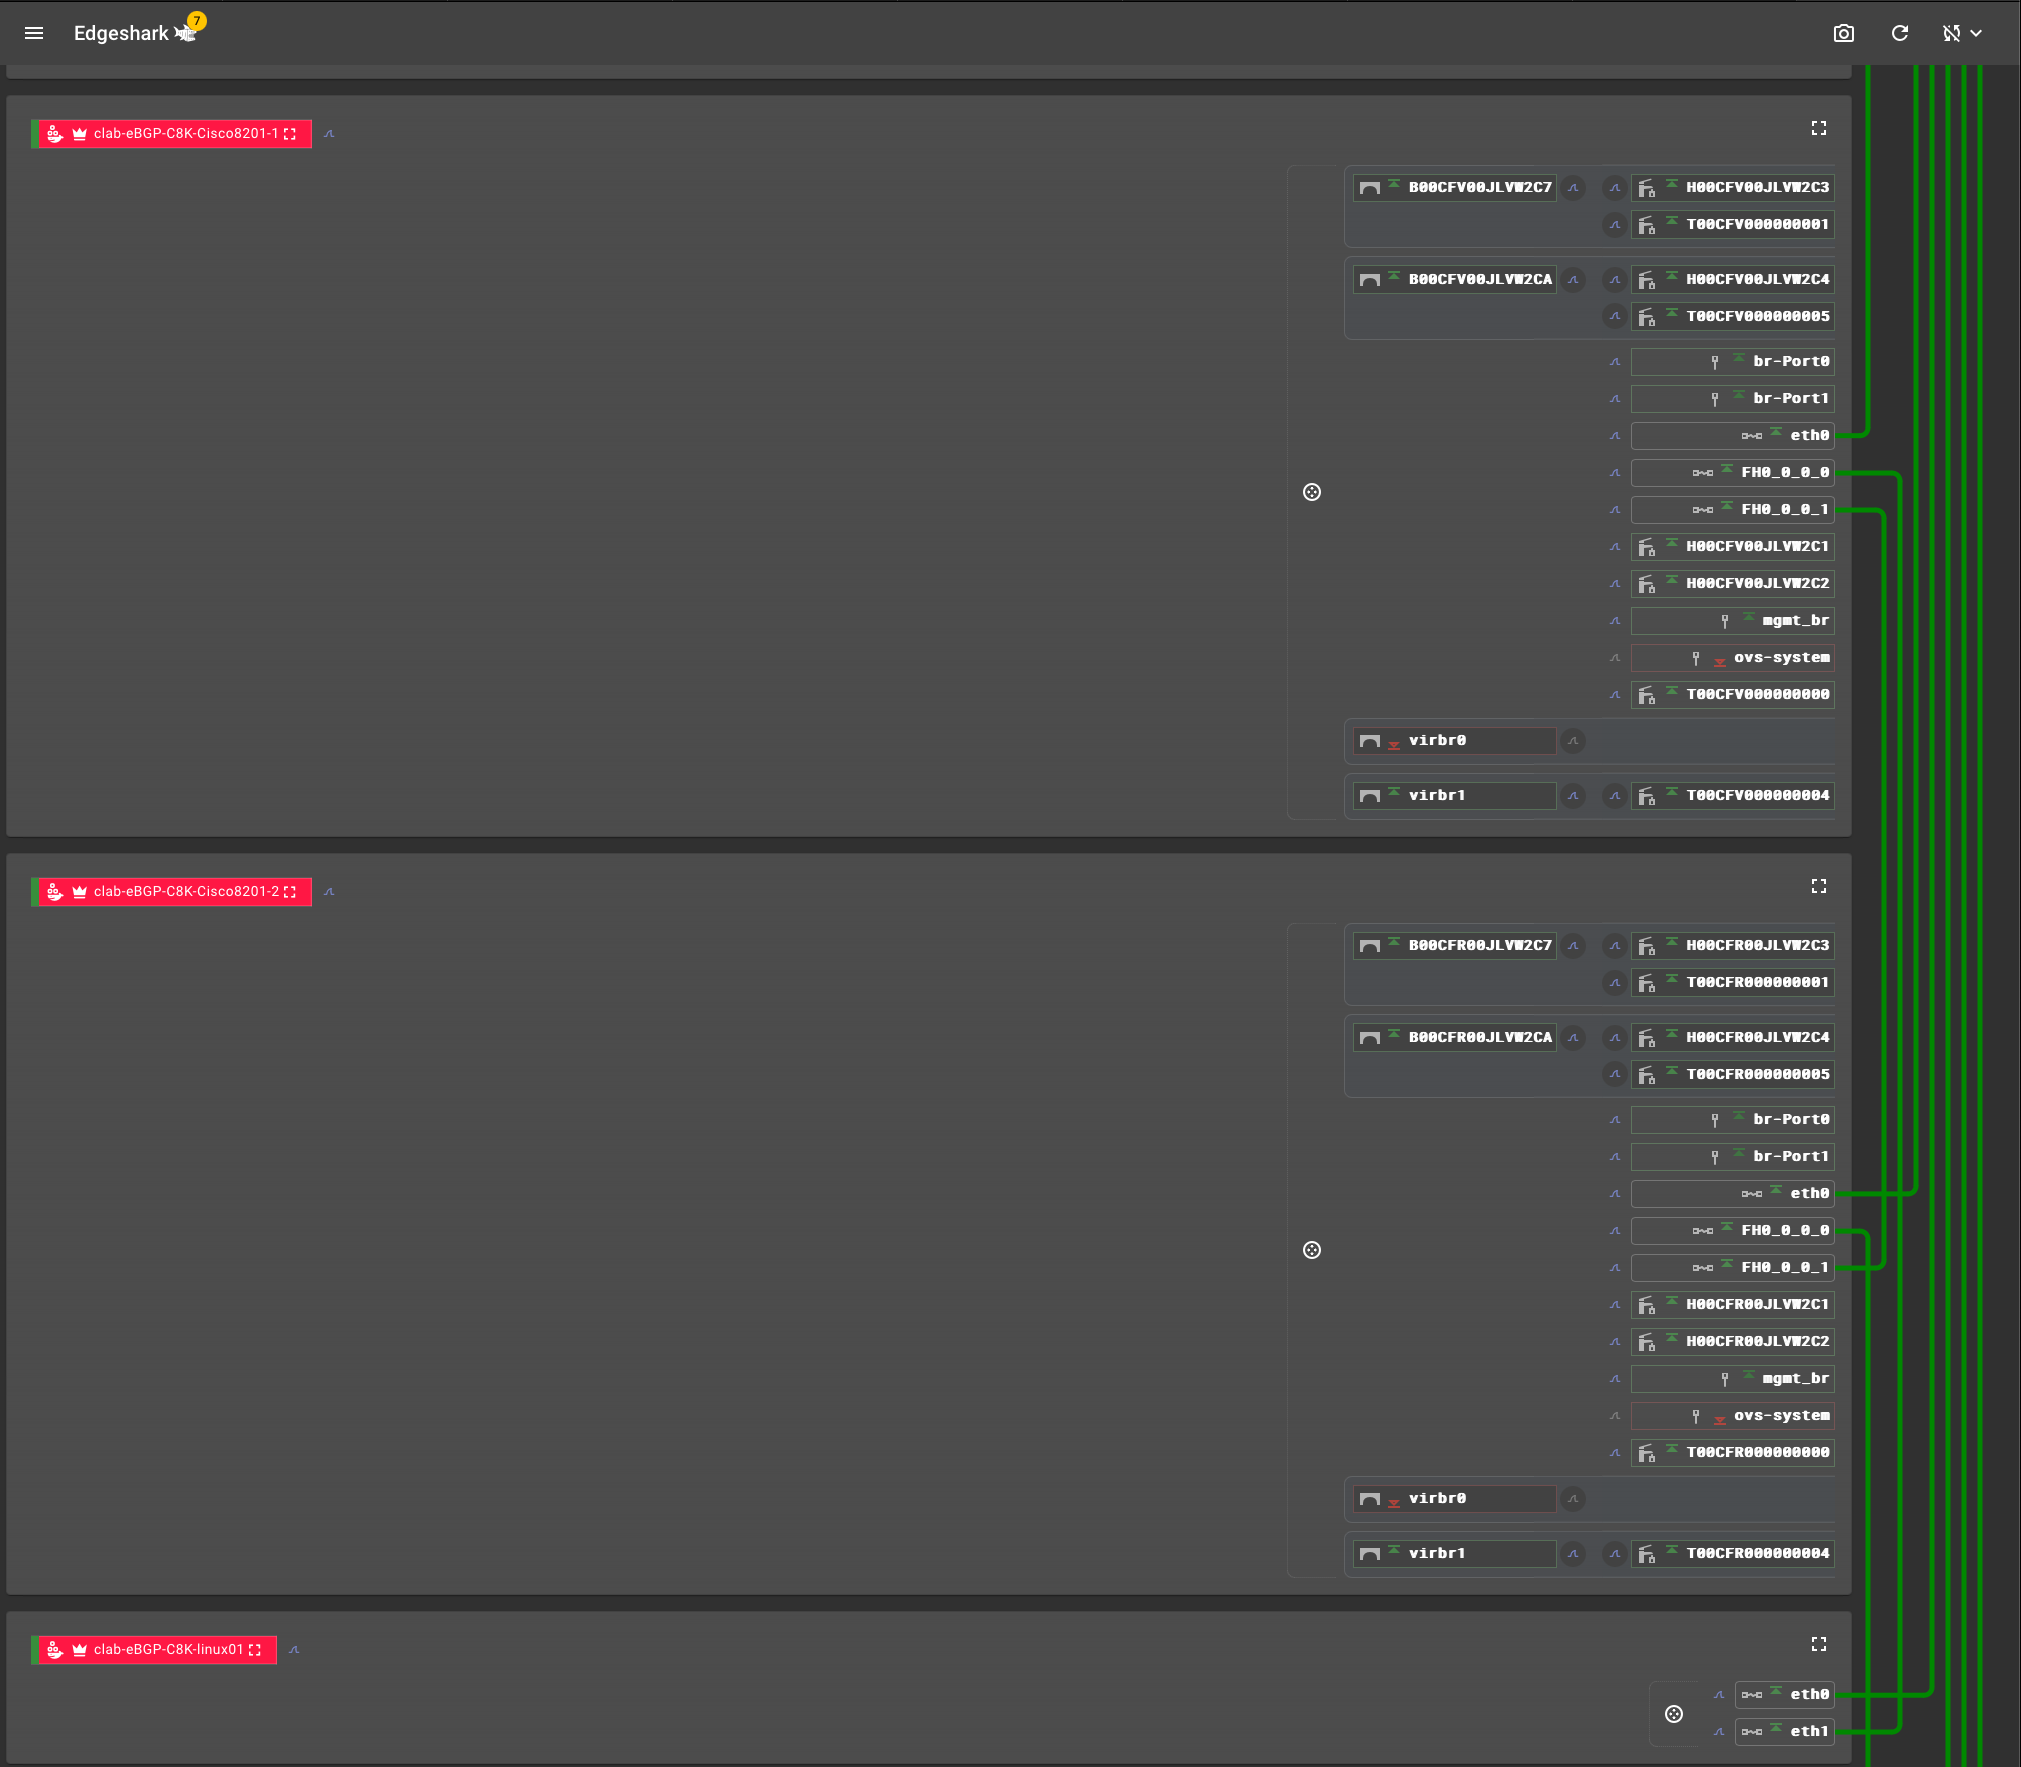 Edgeshark 7
clab-eBGP-C8K-Cisco8201-1
B00CFV00JLVW2C7 H00CFV00JLVW2C3
T00CFV000000001
B00CFV00JLVW2CA H00CFV00JLVW2C4
T00CFV000000005
br-Port0
br-Port1
eth0
FH0_0_0_0
FH0_0_0_1
H00CFV00JLVW2C1
H00CFV00JLVW2C2
mgmt_br
ovs-system
T00CFV000000000
virbr0
virbr1 T00CFV000000004
clab-eBGP-C8K-Cisco8201-2
B00CFR00JLVW2C7 H00CFR00JLVW2C3
T00CFR000000001
B00CFR00JLVW2CA H00CFR00JLVW2C4
T00CFR000000005
br-Port0
br-Port1
eth0
FH0_0_0_0
FH0_0_0_1
H00CFR00JLVW2C1
H00CFR00JLVW2C2
mgmt_br
ovs-system
T00CFR000000000
virbr0
virbr1 T00CFR000000004
clab-eBGP-C8K-linux01
eth0
eth1